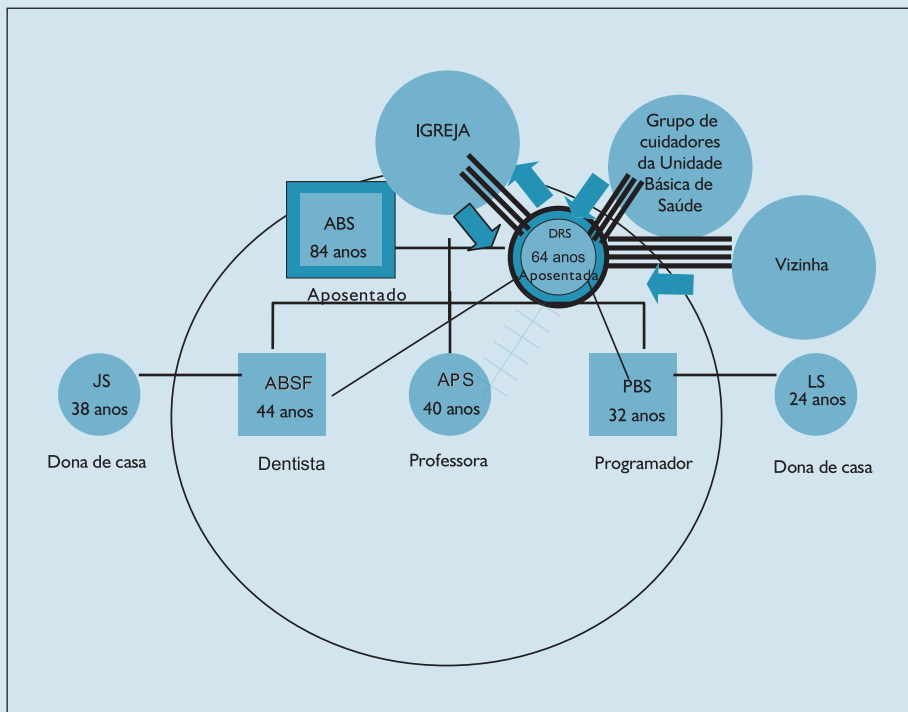 IGREJA
Grupo de
cuidadores
da Unidade
Básica de
Saúde
ABS
84 anos
Aposentado
DRS
64 anos
Aposentada
Vizinha
JS
38 anos
Dona de casa
ABSF
44 anos
Dentista
APS
40 anos
Professora
PBS
32 anos
Programador
LS
24 anos
Dona de casa